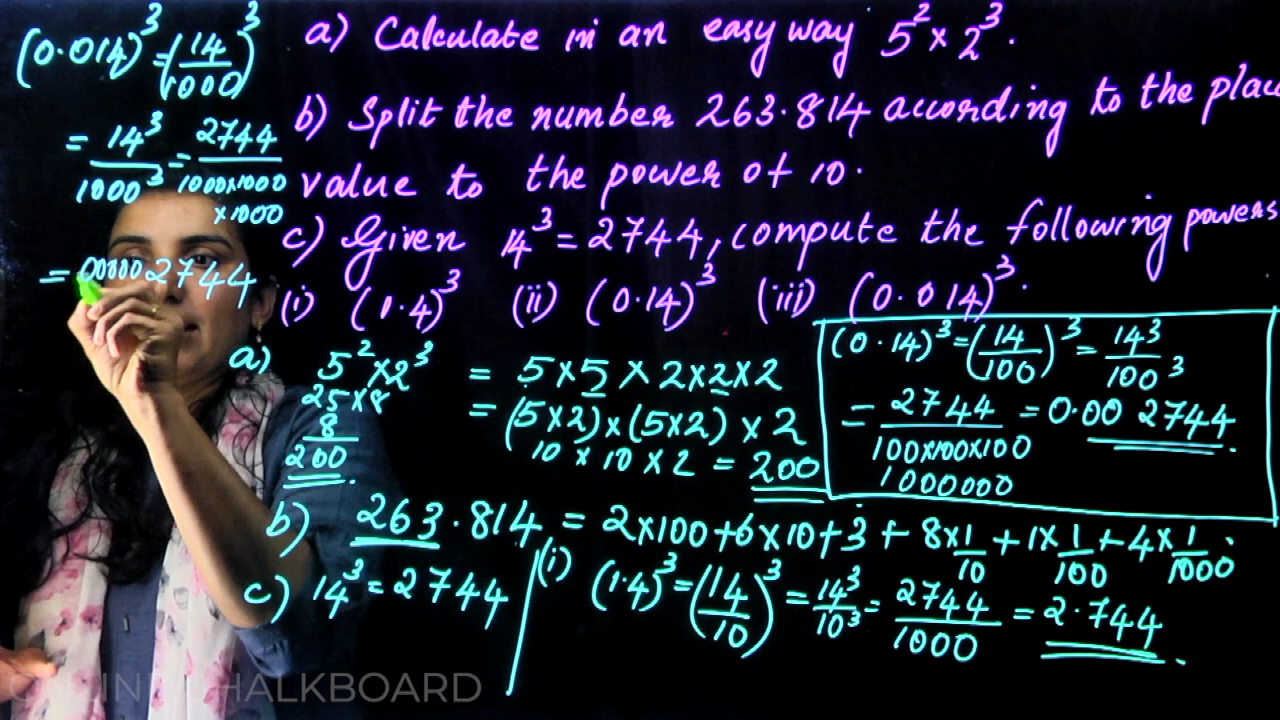 a) Calculate in an easy way 5² × 2³.
b) Split the number 263.814 according to the plac
value to the power of 10.
c) Given 14³ = 2744, compute the following powers
(i) (1.4)³ (ii) (0.14)³ (iii) (0.014)³.
(0.014)³ = (14/1000)³
= 14³/1000³ = 2744/1000×1000×1000
= 000002744
a) 5² × 2³ = 5 × 5 × 2 × 2 × 2
25 × 8 = (5×2) × (5×2) × 2
8
200
10 × 10 × 2 = 200
(0.14)³ = (14/100)³ = 14³/100³
= 2744/100×100×100 = 0.00 2744
1000000
b) 263.814 = 2×100 + 6×10 + 3 + 8×1/10 + 1×1/100 + 4×1/1000.
c) 14³ = 2744
(i) (1.4)³ = (14/10)³ = 14³/10³ = 2744/1000 = 2.744
HALKBOARD